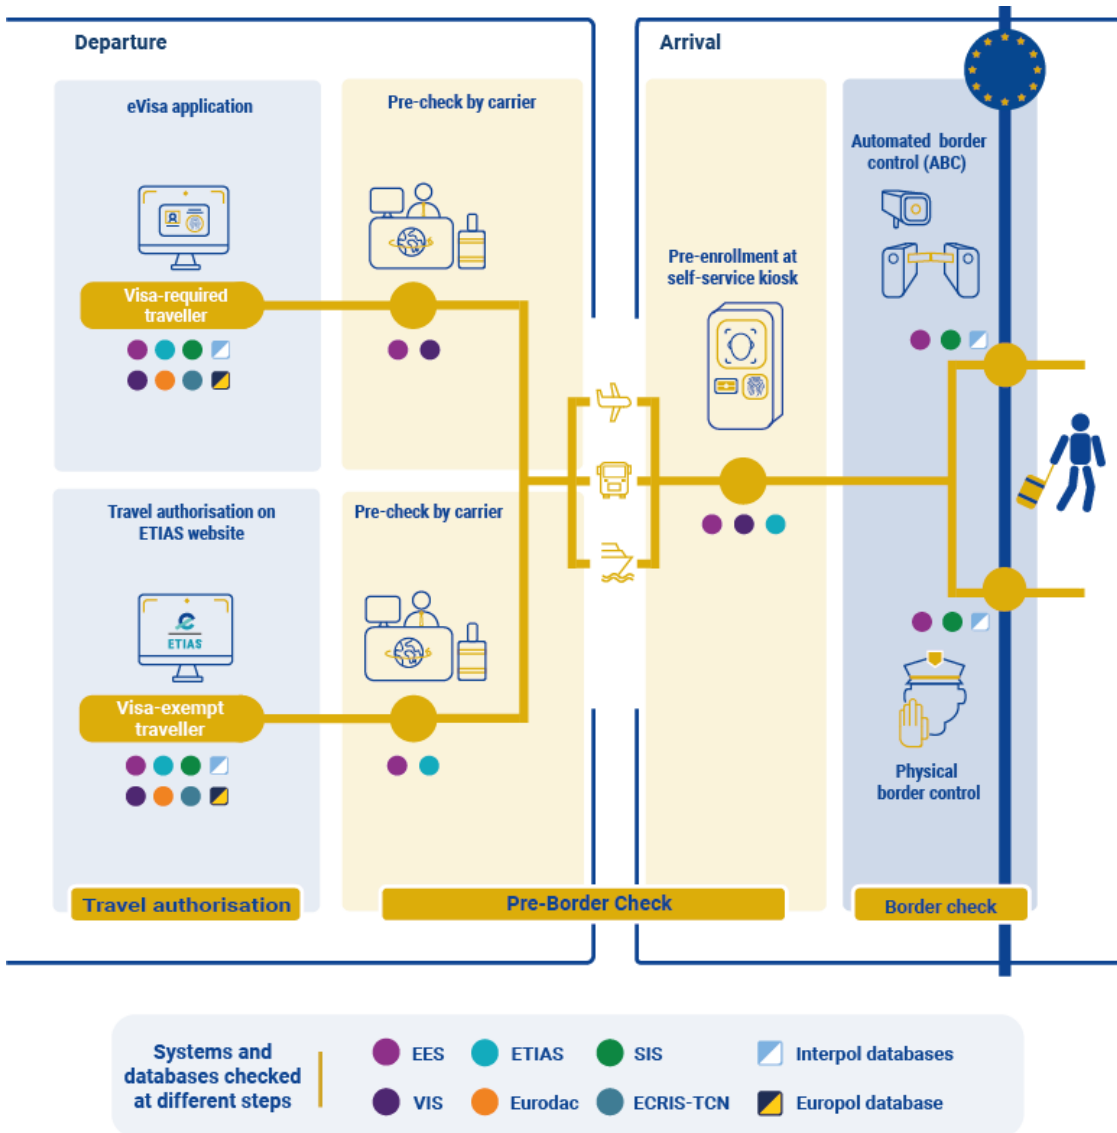 Departure
Arrival
eVisa application
Pre-check by carrier
Automated border
control (ABC)
Pre-enrollment at
self-service kiosk
Visa-required
traveller
Travel authorisation on
ETIAS website
Pre-check by carrier
ETIAS
Visa-exempt
traveller
Physical
border control
Travel authorisation
Pre-Border Check
Border check
Systems and
databases checked
at different steps
EES
ETIAS
SIS
Interpol databases
VIS
Eurodac
ECRIS-TCN
Europol database